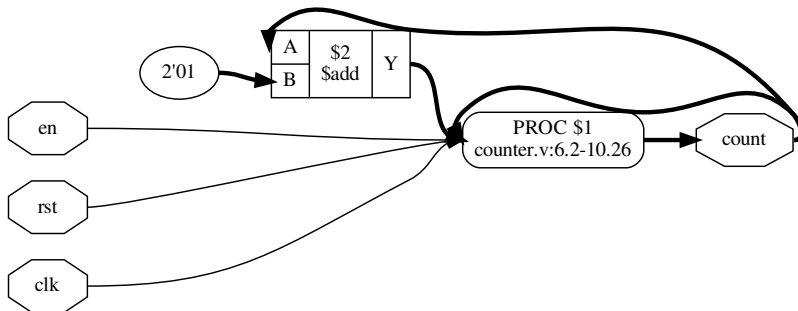 A
$2
$add
Y
B
2'01
en
rst
clk
PROC $1
counter.v:6.2-10.26
count